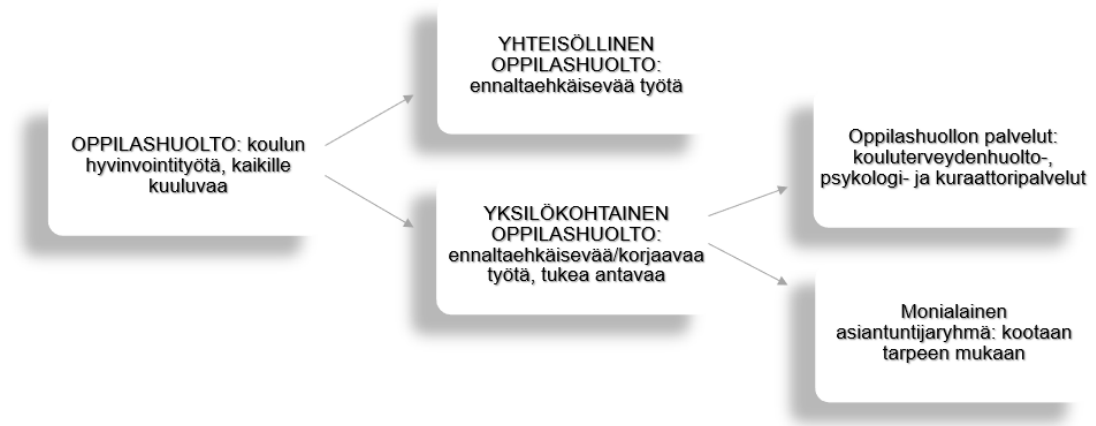 OPPILASHUOLTO: koulun
hyvinvointityötä, kaikille
kuuluvaa
YHTEISÖLLINEN
OPPILASHUOLTO:
ennaltaehkäisevää työtä
YKSILÖKOHTAINEN
OPPILASHUOLTO:
ennaltaehkäisevää/korjaavaa
työtä, tukea antavaa
Oppilashuollon palvelut:
kouluterveydenhuolto-,
psykologi- ja kuraattoripalvelut
Monialainen
asiantuntijaryhmä: kootaan
tarpeen mukaan